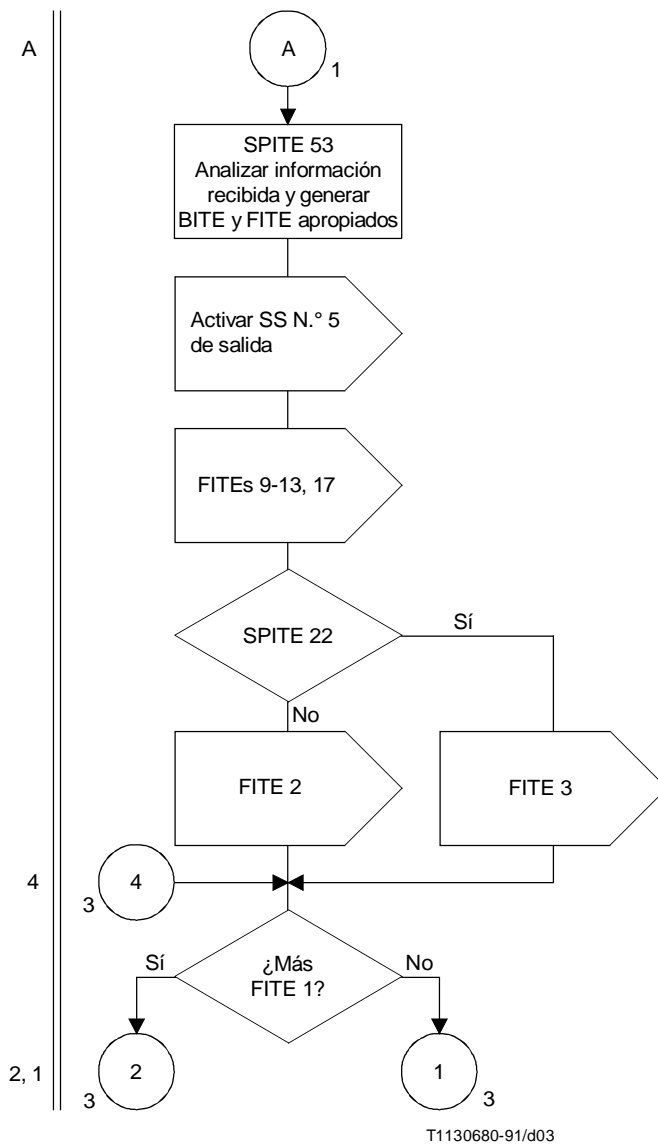 A
A
1
SPITE 53
Analizar información
recibida y generar
BITE y FITE apropiados
Activar SS N.° 5
de salida
FITEs 9-13, 17
SPITE 22
Sí
No
FITE 2
FITE 3
4
4
3
Sí
¿Más
FITE 1?
No
2, 1
2
3
1
3
T1130680-91/d03